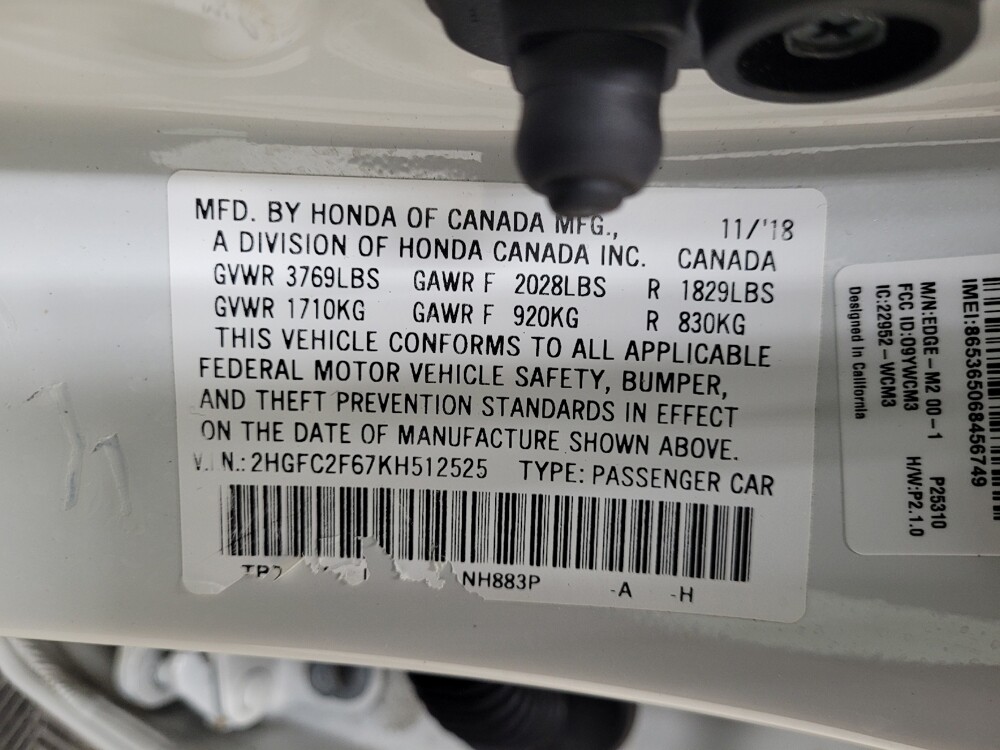 MFD. BY HONDA OF CANADA MFG., 11/'18
A DIVISION OF HONDA CANADA INC. CANADA
GVWR 3769LBS GAWR F 2028LBS R 1829LBS
GVWR 1710KG GAWR F 920KG R 830KG
THIS VEHICLE CONFORMS TO ALL APPLICABLE
FEDERAL MOTOR VEHICLE SAFETY, BUMPER,
AND THEFT PREVENTION STANDARDS IN EFFECT
ON THE DATE OF MANUFACTURE SHOWN ABOVE.
V.I.N.: 2HGFC2F67KH512525 TYPE: PASSENGER CAR
NH883P -A -H
IMEI:865365068456749
M/N:EDGE-M2 00-1 P25310
FCC ID:O9YWCM3 H/W:P2.1.0
IC:22952-WCM3
Designed in California